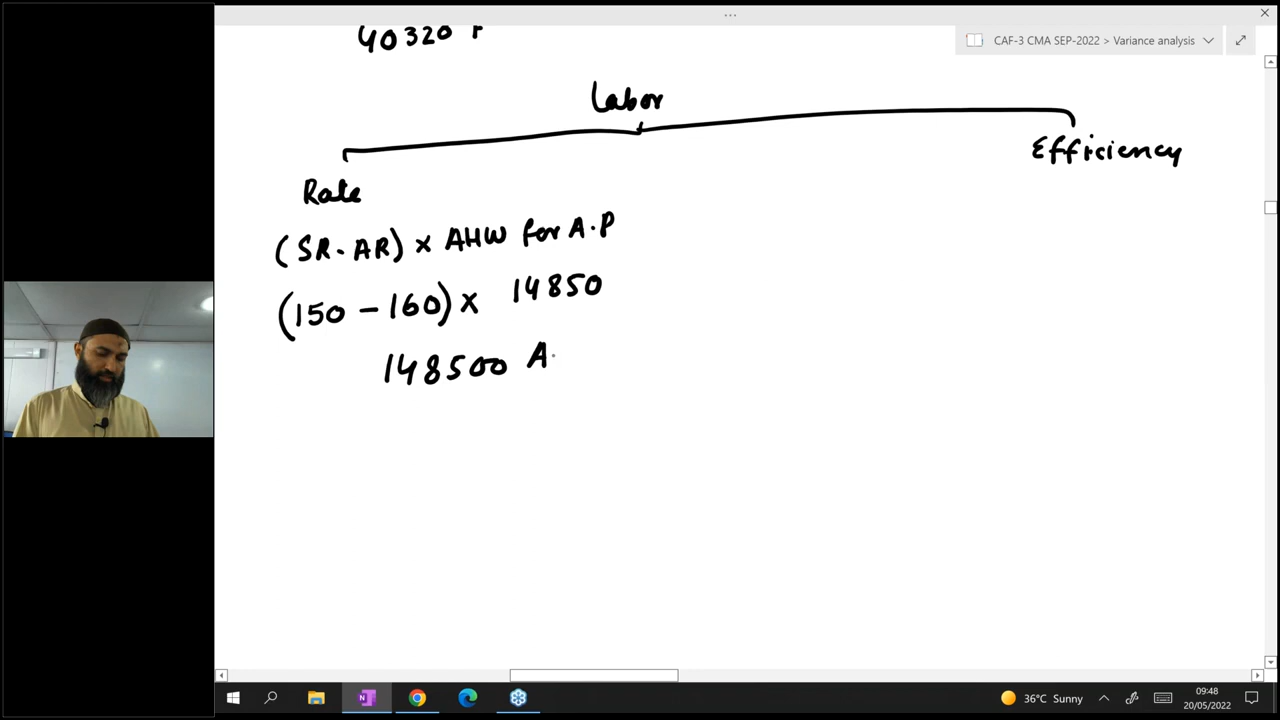 CAF-3 CMA SEP-2022 > Variance analysis
40320 F
Labor
Rate
Efficiency
(SR-AR) × AHW for A.P
(150 - 160) × 14850
148500 A
36°C Sunny
09:48
20/05/2022